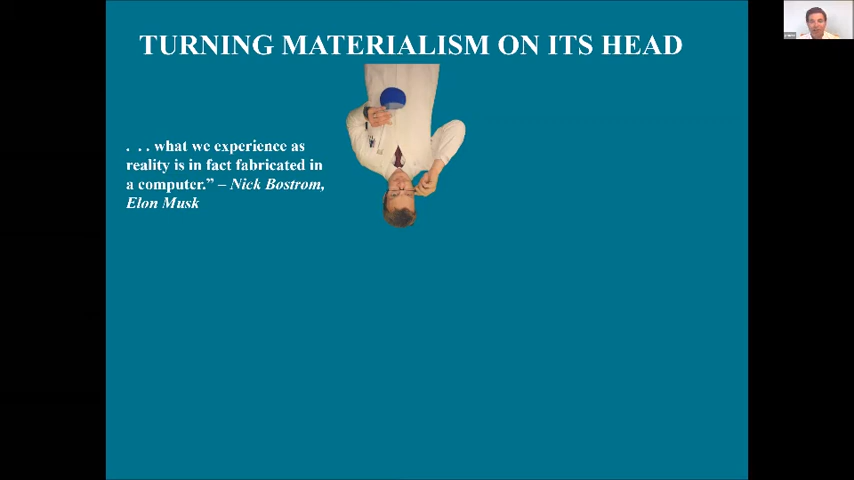 TURNING MATERIALISM ON ITS HEAD
. . . what we experience as
reality is in fact fabricated in
a computer.” – Nick Bostrom,
Elon Musk